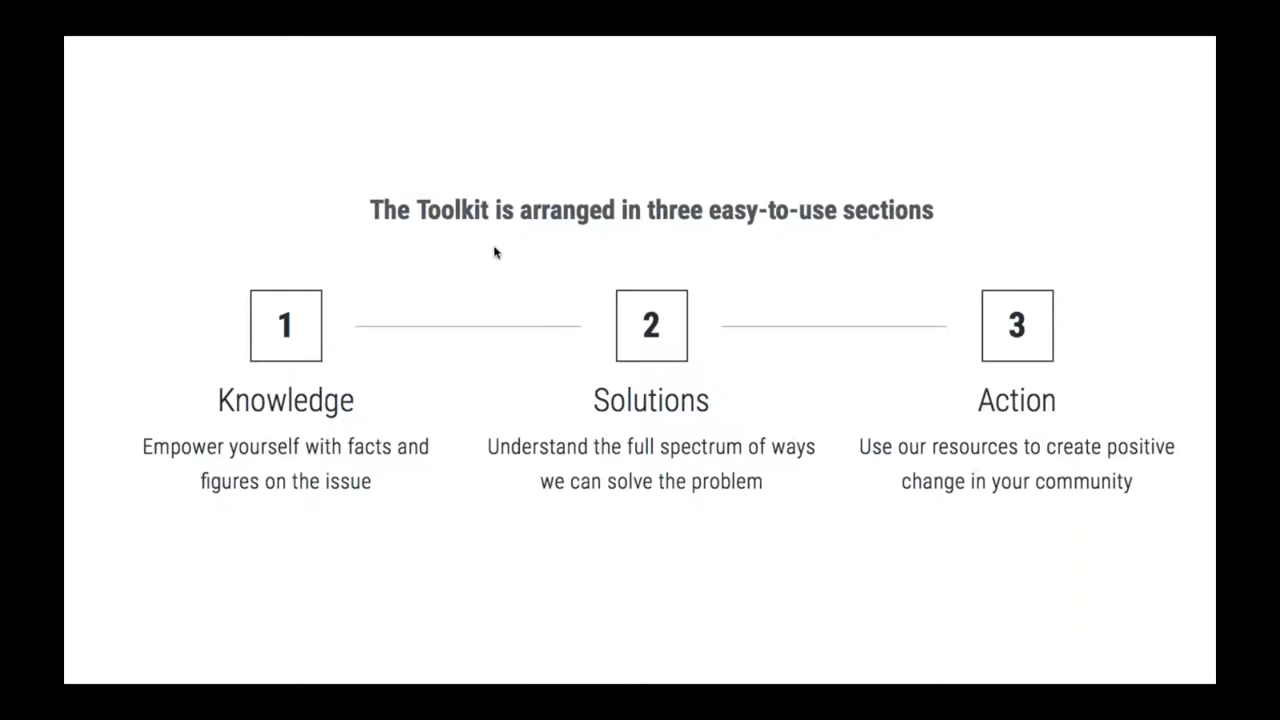 The Toolkit is arranged in three easy-to-use sections
1
2
3
Knowledge
Solutions
Action
Empower yourself with facts and
figures on the issue
Understand the full spectrum of ways
we can solve the problem
Use our resources to create positive
change in your community